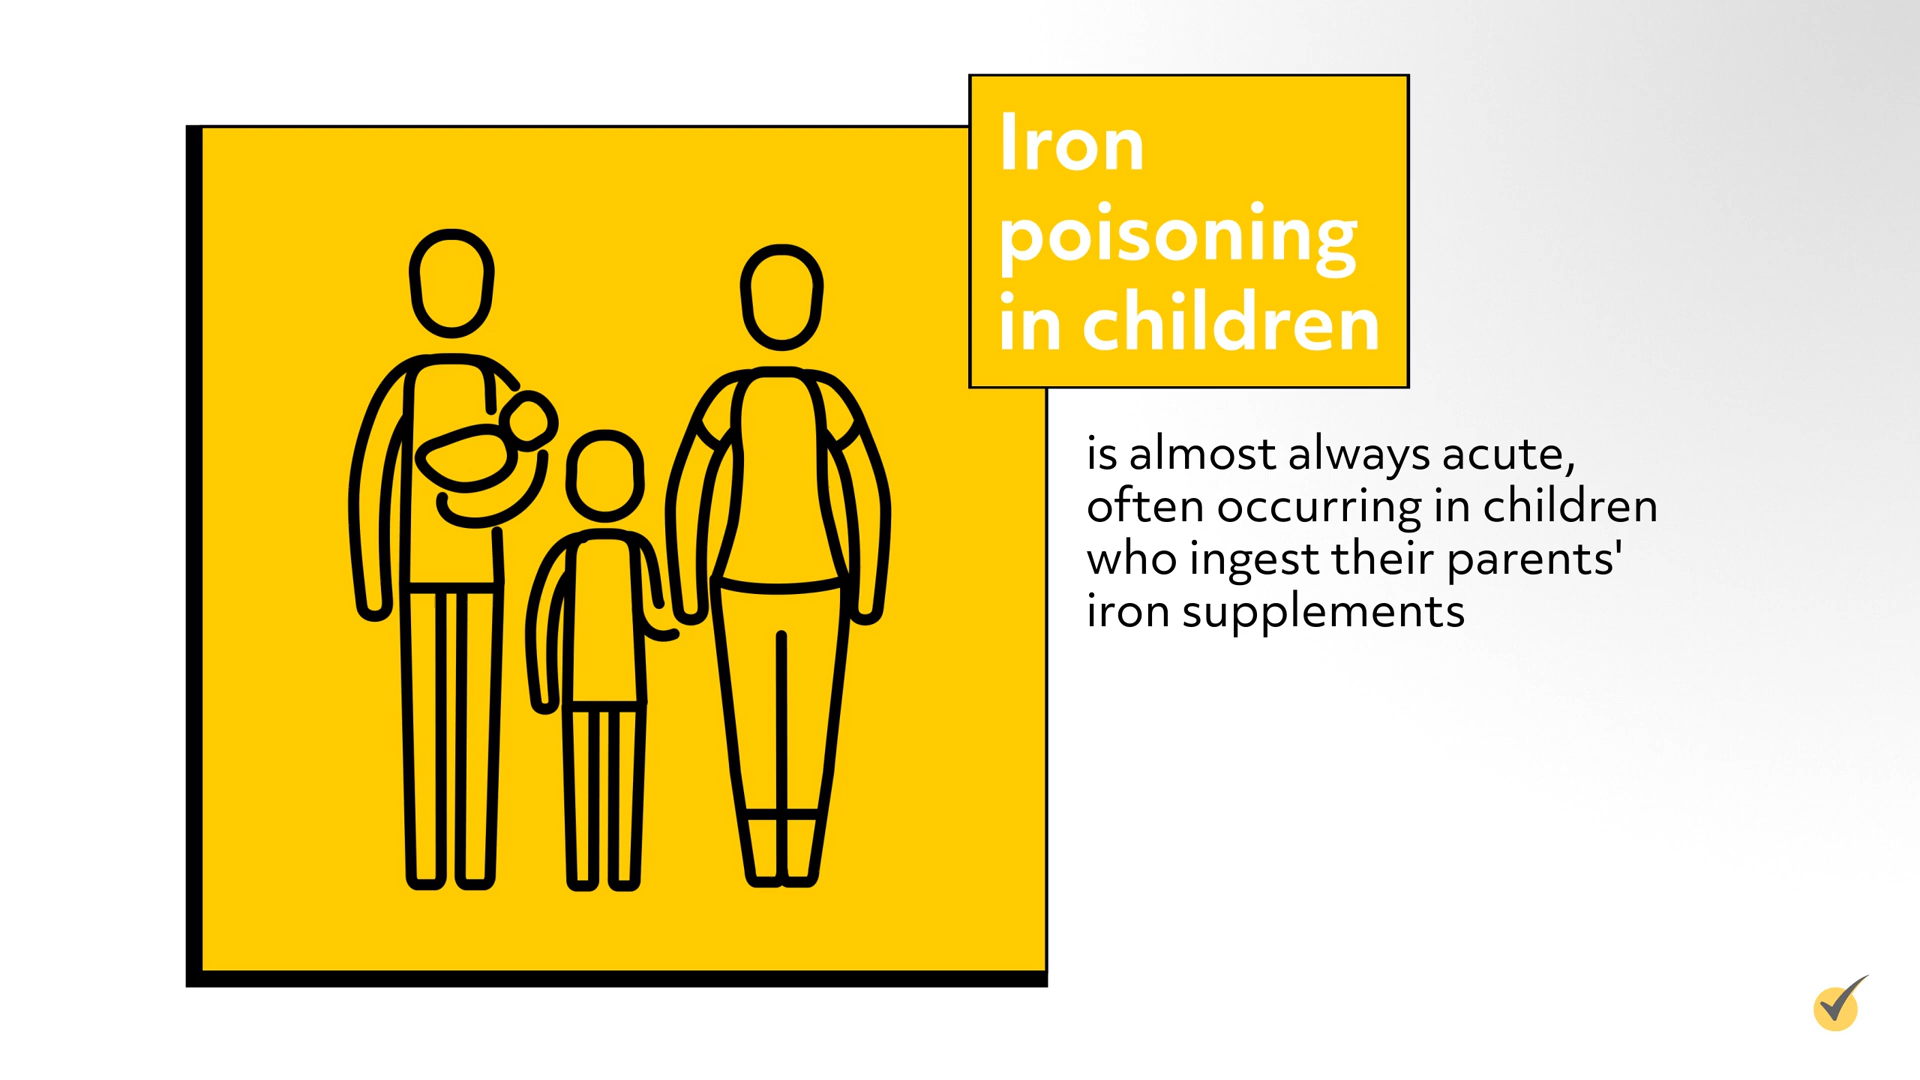 Iron
poisoning
in children
is almost always acute,
often occurring in children
who ingest their parents'
iron supplements